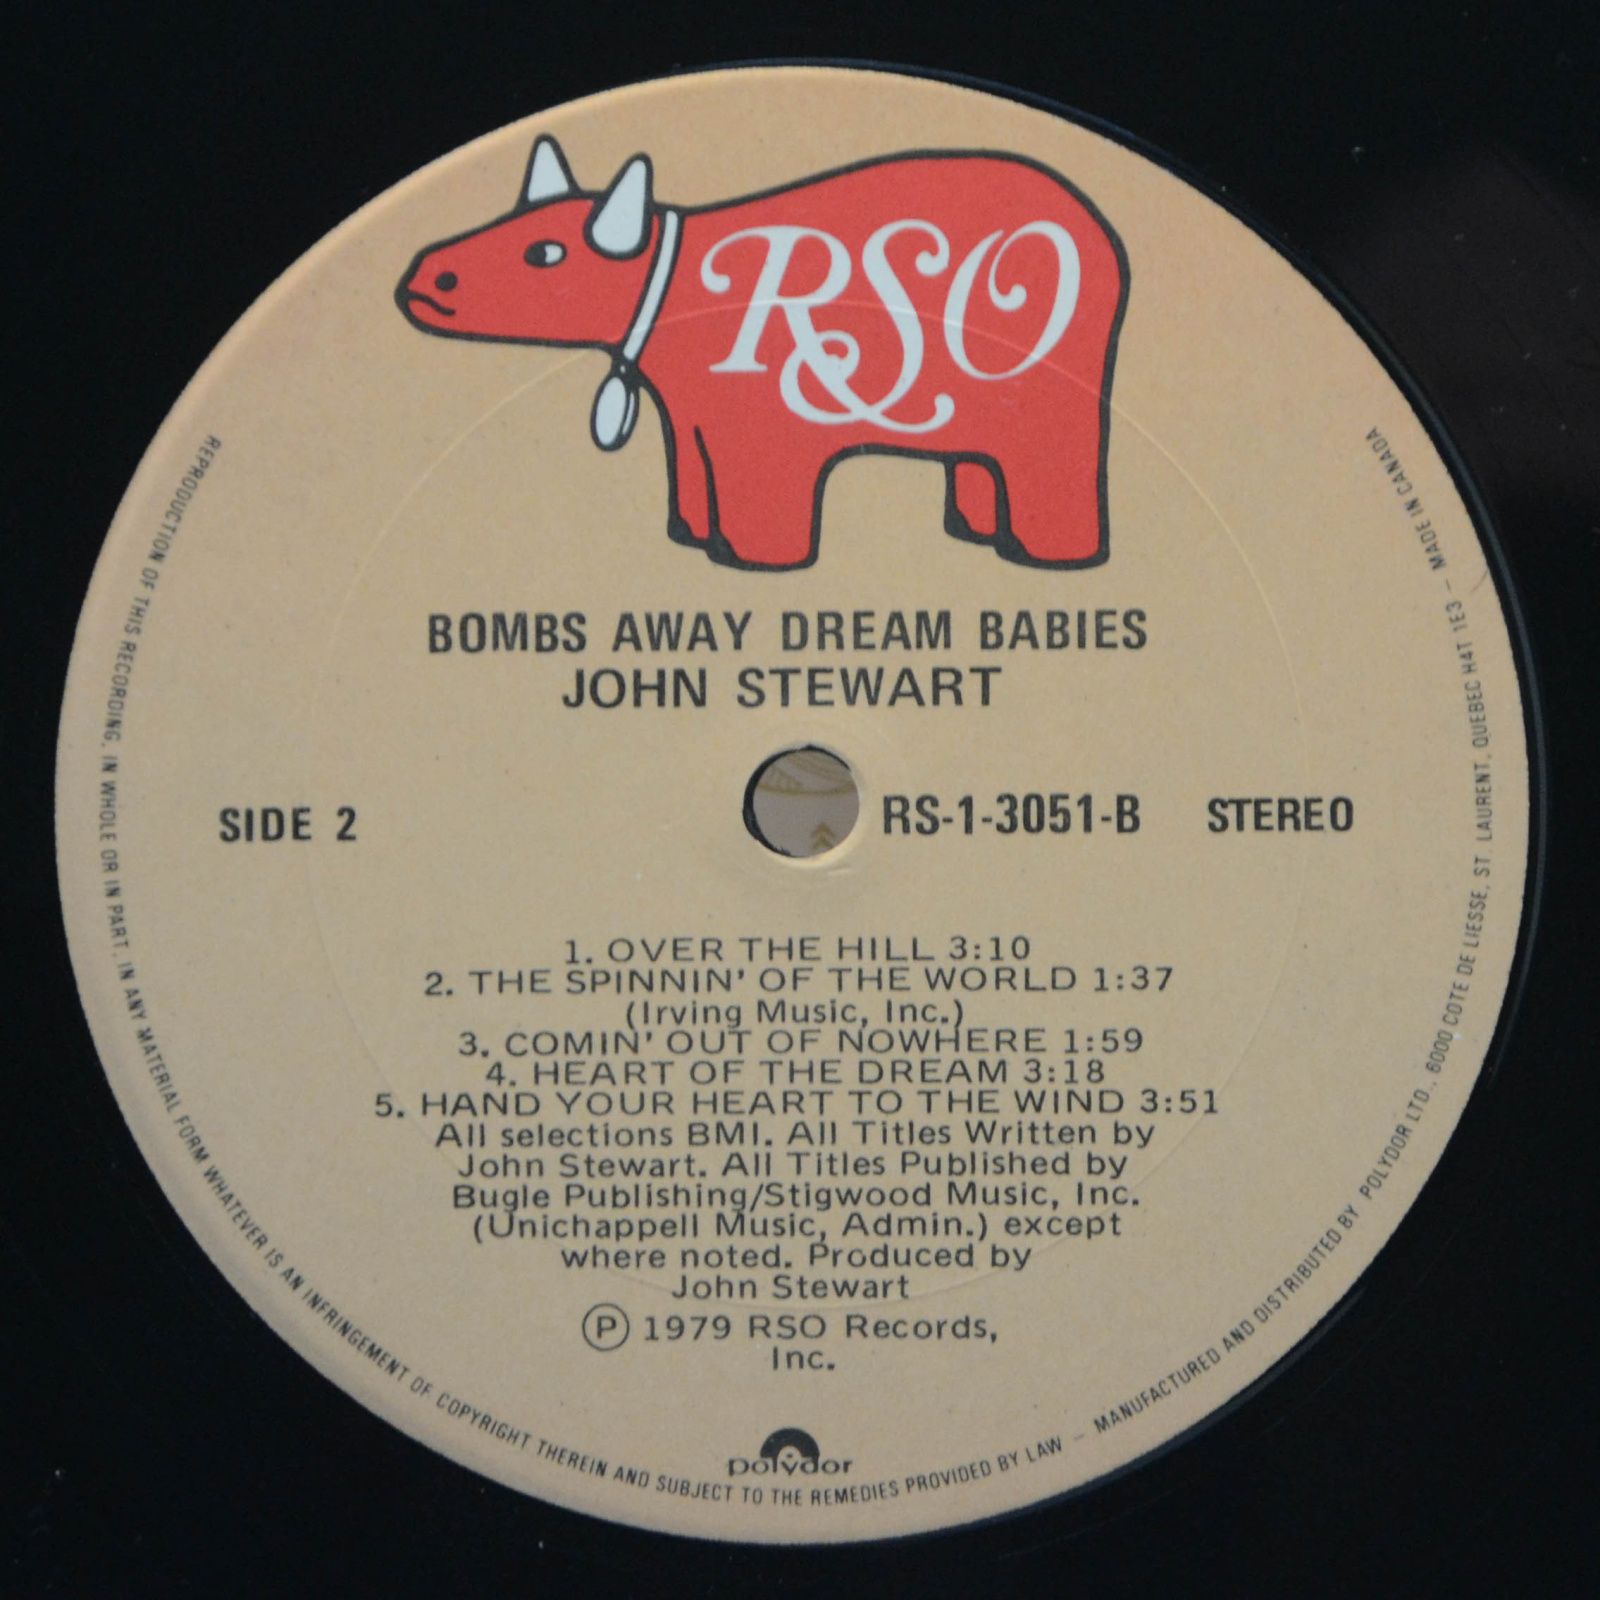 RSO
BOMBS AWAY DREAM BABIES
JOHN STEWART
SIDE 2
RS-1-3051-B STEREO
1. OVER THE HILL 3:10
2. THE SPINNIN' OF THE WORLD 1:37
(Irving Music, Inc.)
3. COMIN' OUT OF NOWHERE 1:59
4. HEART OF THE DREAM 3:18
5. HAND YOUR HEART TO THE WIND 3:51
All selections BMI. All Titles Written by
John Stewart. All Titles Published by
Bugle Publishing/Stigwood Music, Inc.
(Unichappell Music, Admin.) except
where noted. Produced by
John Stewart
Ⓟ 1979 RSO Records,
Inc.
polydor
REPRODUCTION OF THIS RECORDING, IN WHOLE OR IN PART, IN ANY MATERIAL FORM WHATEVER IS AN INFRINGEMENT OF COPYRIGHT THEREIN AND SUBJECT TO THE REMEDIES PROVIDED BY LAW – MANUFACTURED AND DISTRIBUTED BY POLYDOR LTD., 6000 COTE DE LIESSE, ST. LAURENT, QUEBEC H4T 1E3 – MADE IN CANADA